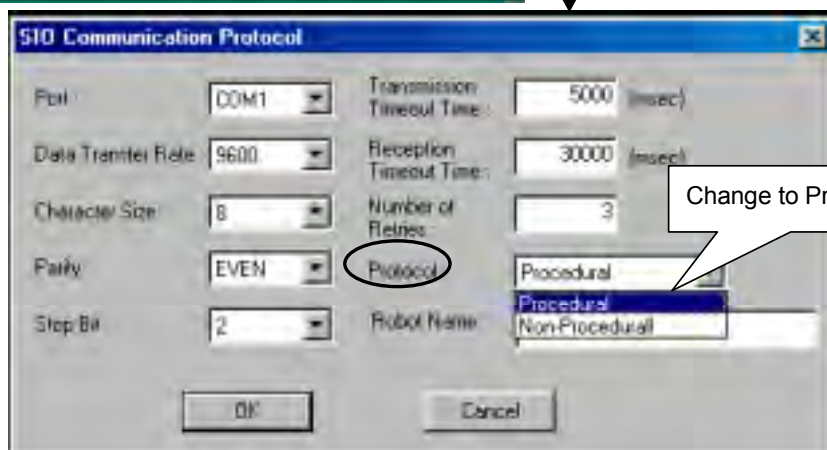 SIO Communication Protocol
Port
COM1
Transmission
Timeout Time :
5000 (msec)
Data Transfer Rate
9600
Reception
Timeout Time :
30000 (msec)
Character Size
8
Number of
Retries
3
Change to Pr
Parity
EVEN
Protocol
Procedural
Procedural
Non-Procedurall
Stop Bit
2
Robot Name
OK
Cancel